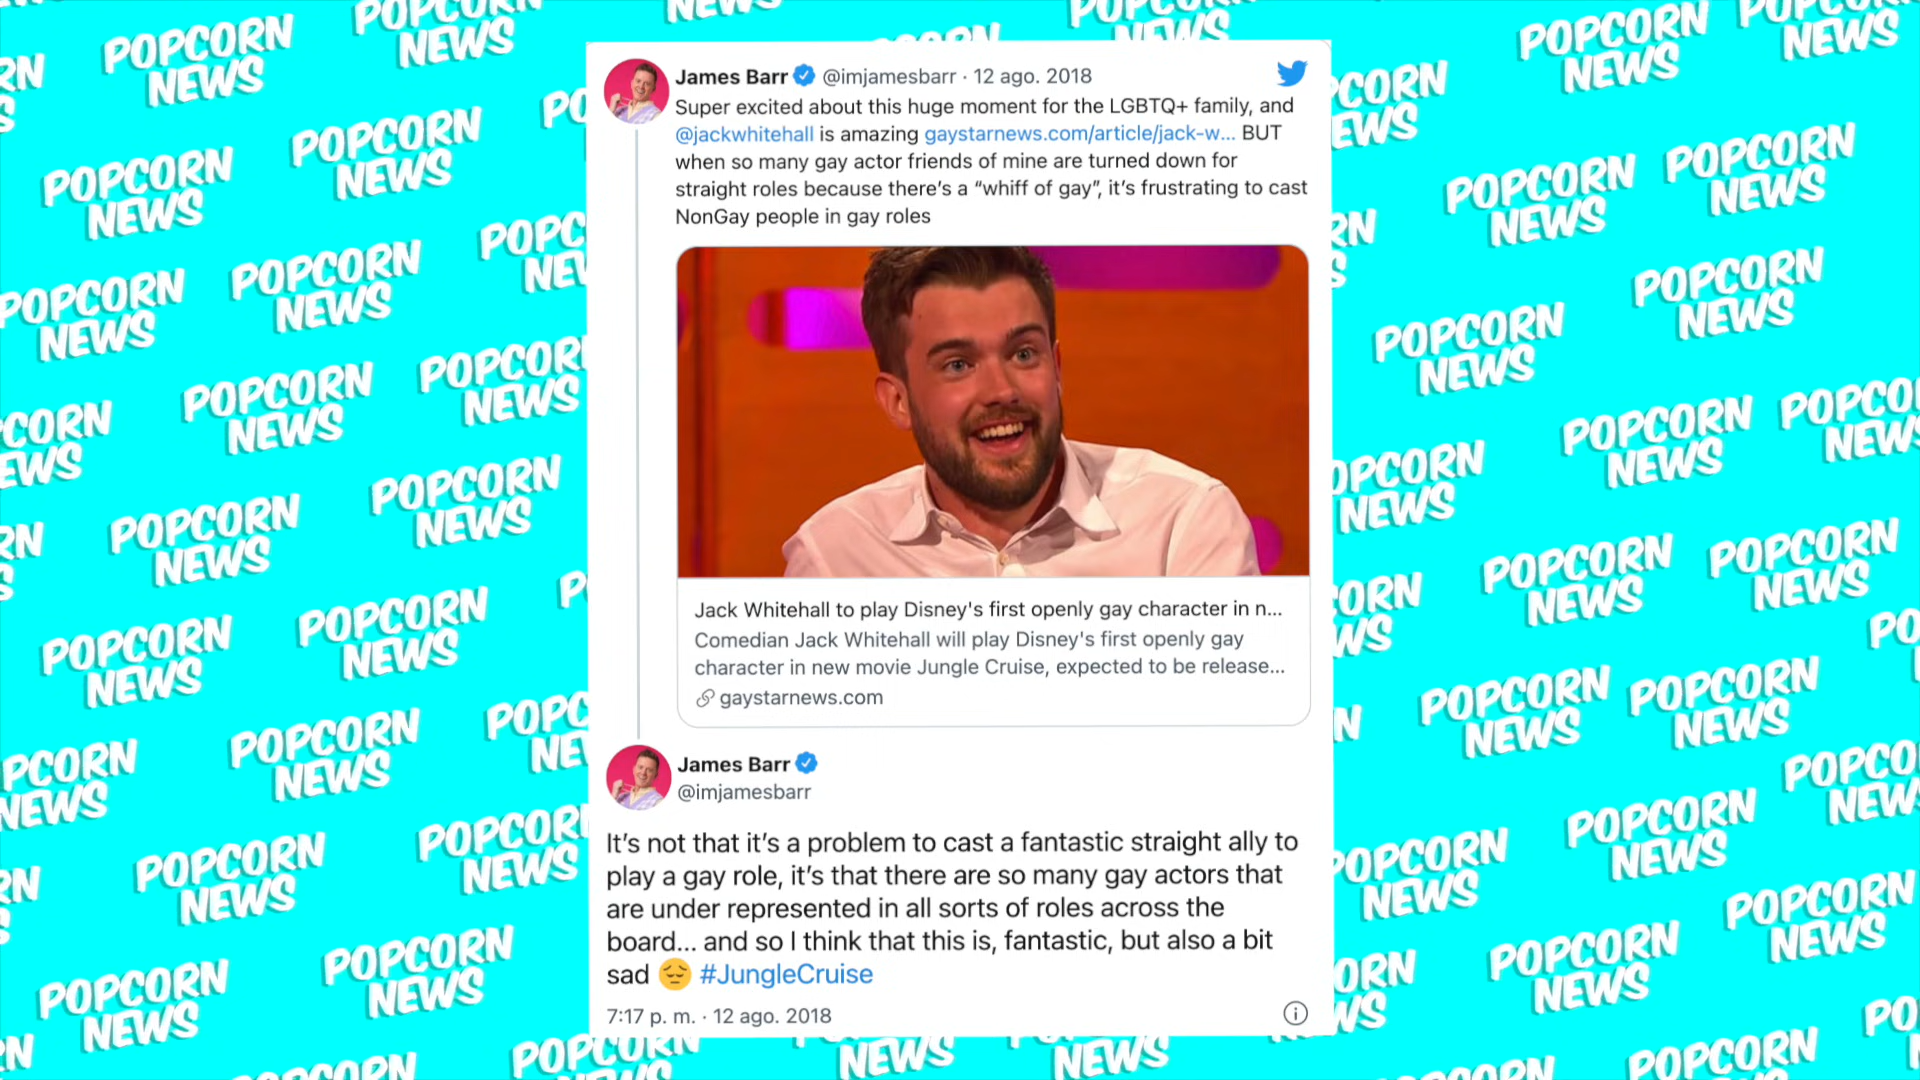 POPCORN NEWS
James Barr @imjamesbarr · 12 ago. 2018
Super excited about this huge moment for the LGBTQ+ family, and
@jackwhitehall is amazing gaystarnews.com/article/jack-w... BUT
when so many gay actor friends of mine are turned down for
straight roles because there's a “whiff of gay”, it's frustrating to cast
NonGay people in gay roles
Jack Whitehall to play Disney's first openly gay character in n...
Comedian Jack Whitehall will play Disney's first openly gay
character in new movie Jungle Cruise, expected to be release...
gaystarnews.com
James Barr
@imjamesbarr
It's not that it's a problem to cast a fantastic straight ally to
play a gay role, it's that there are so many gay actors that
are under represented in all sorts of roles across the
board... and so I think that this is, fantastic, but also a bit
sad 😔 #JungleCruise
7:17 p. m. · 12 ago. 2018